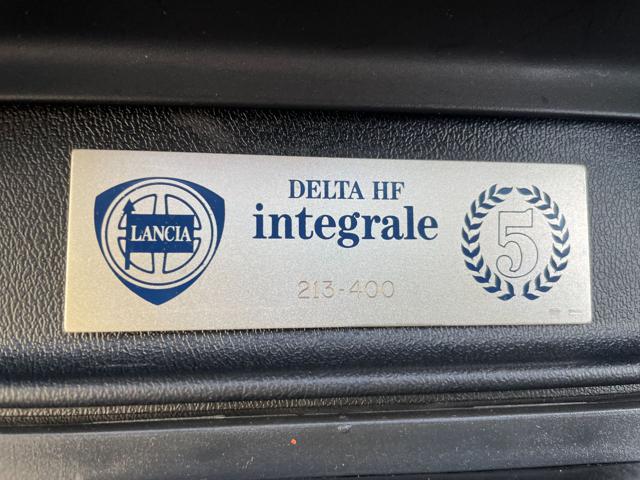 LANCIA
DELTA HF
integrale
213-400
5